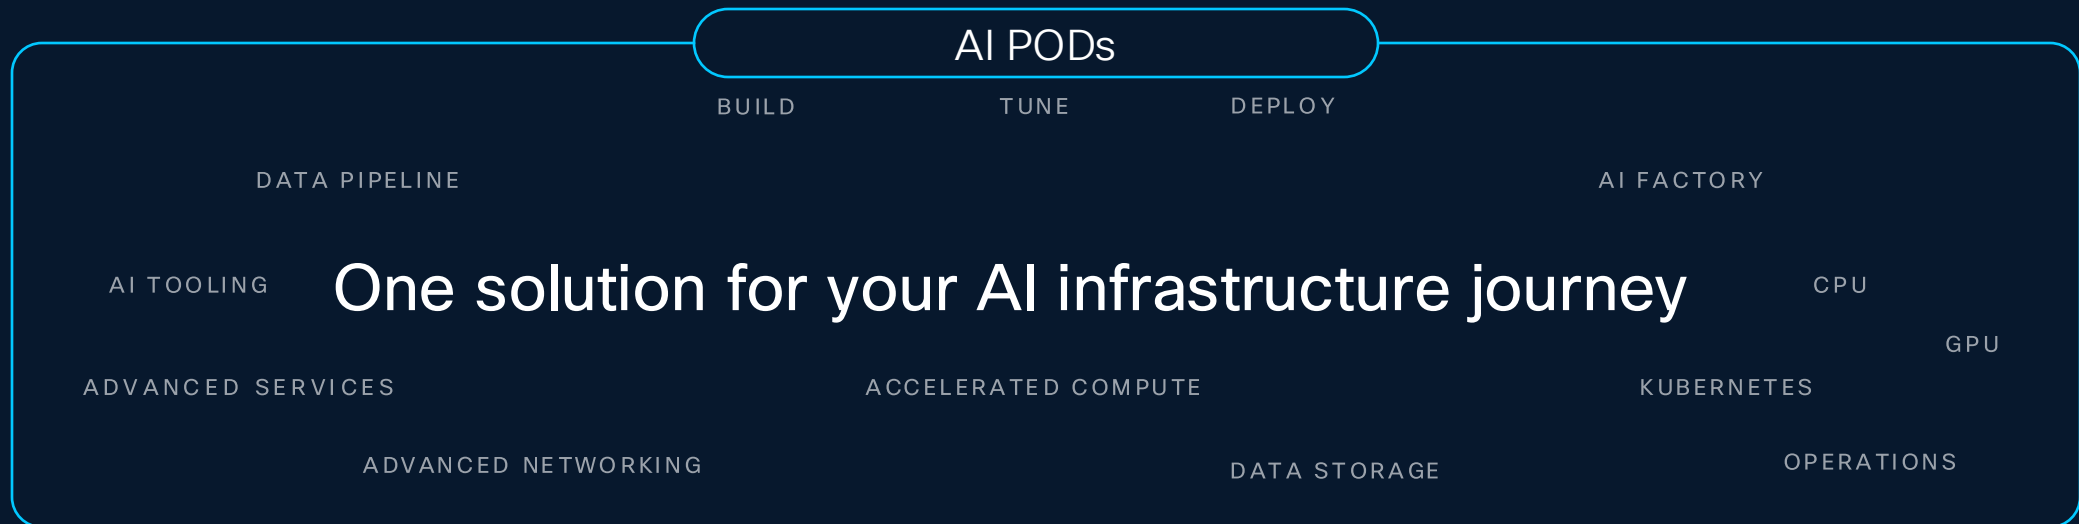 AI PODs
BUILD TUNE DEPLOY
DATA PIPELINE AI FACTORY
AI TOOLING One solution for your AI infrastructure journey CPU
GPU
ADVANCED SERVICES ACCELERATED COMPUTE KUBERNETES
ADVANCED NETWORKING DATA STORAGE OPERATIONS